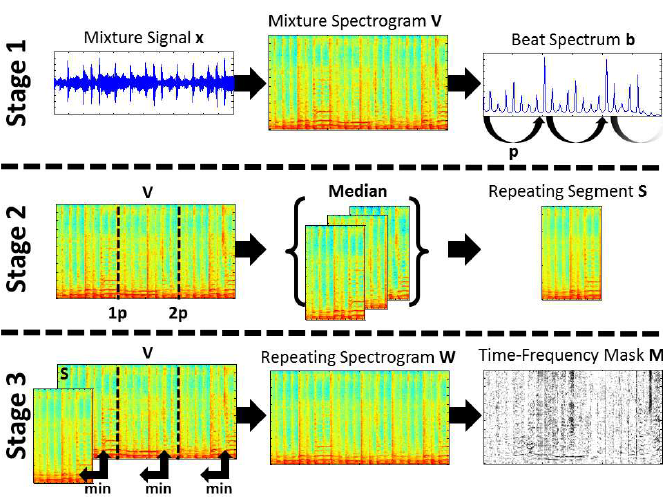 Stage 1
Mixture Signal x
Mixture Spectrogram V
Beat Spectrum b
p
Stage 2
V
Median
Repeating Segment S
1p
2p
Stage 3
S
V
Repeating Spectrogram W
Time-Frequency Mask M
min
min
min